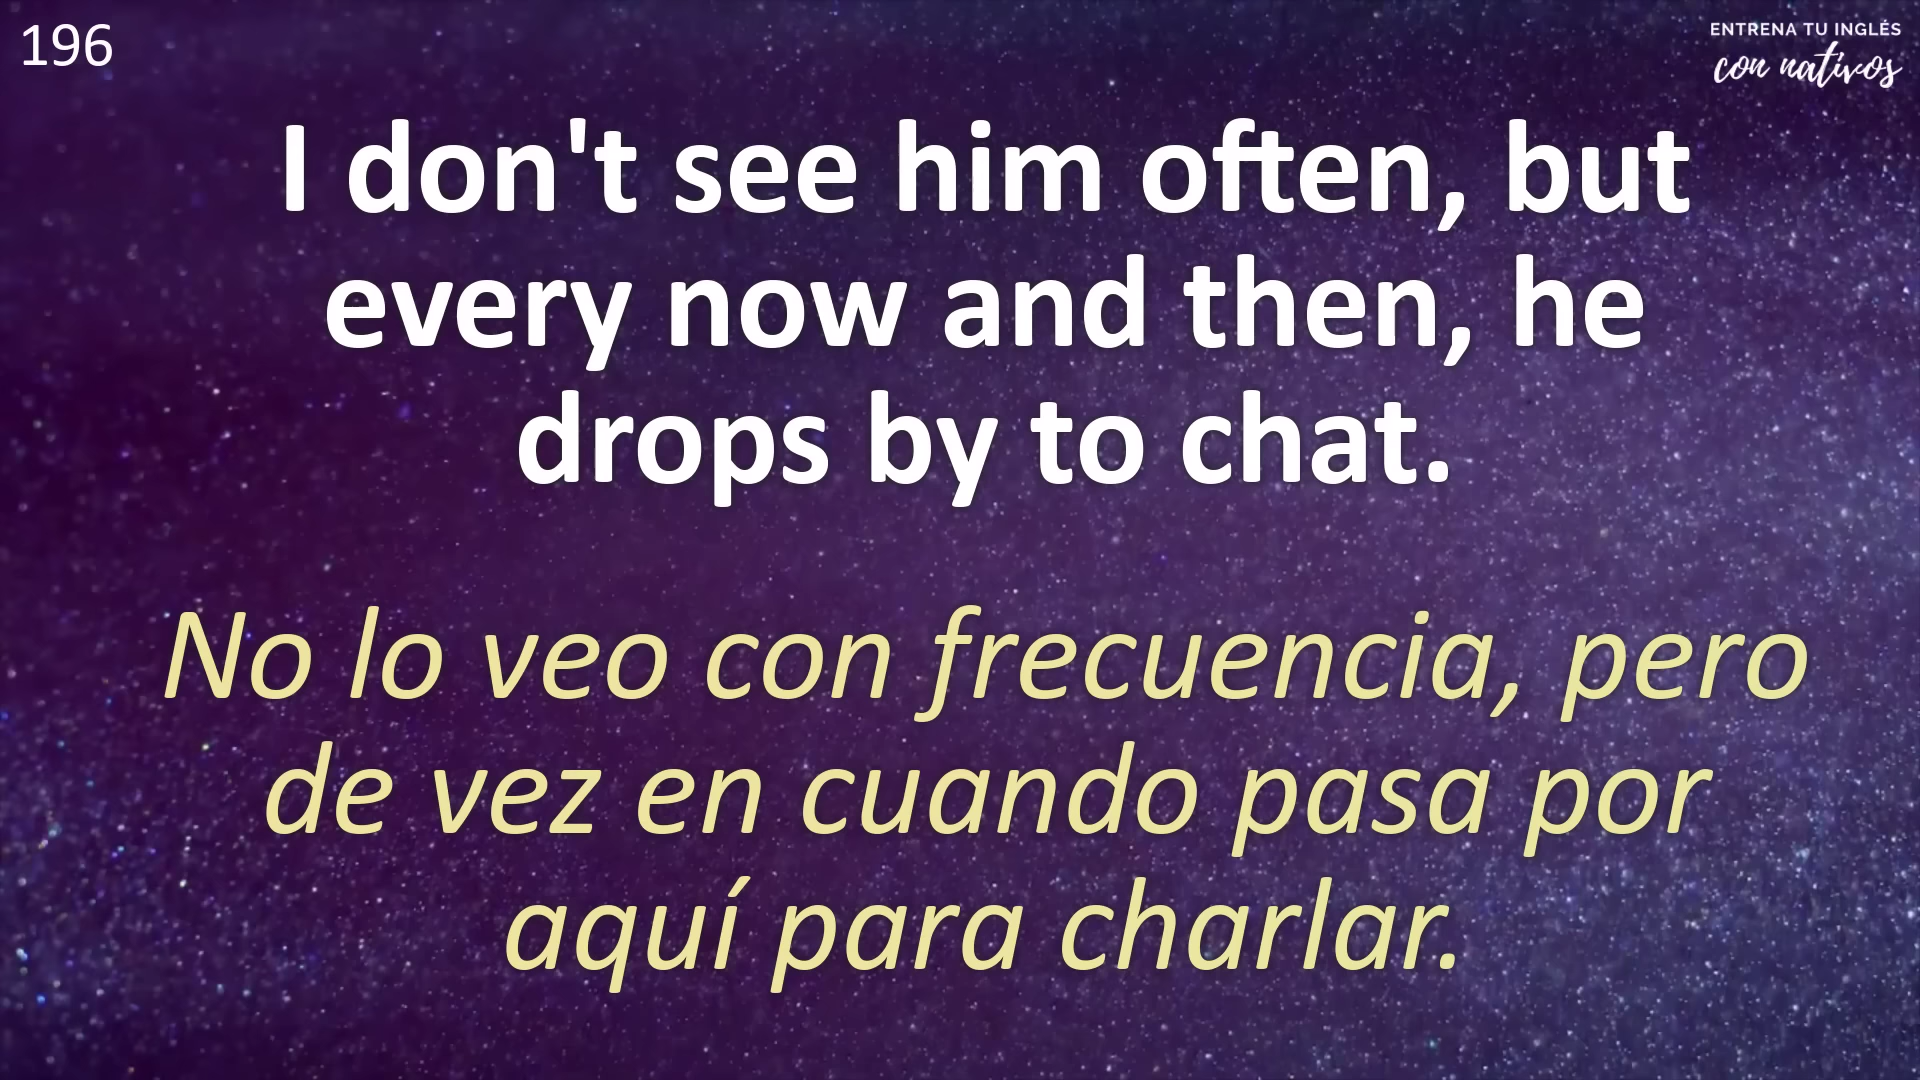 196
ENTRENA TU INGLÉS
con nativos
I don't see him often, but
every now and then, he
drops by to chat.
No lo veo con frecuencia, pero
de vez en cuando pasa por
aquí para charlar.